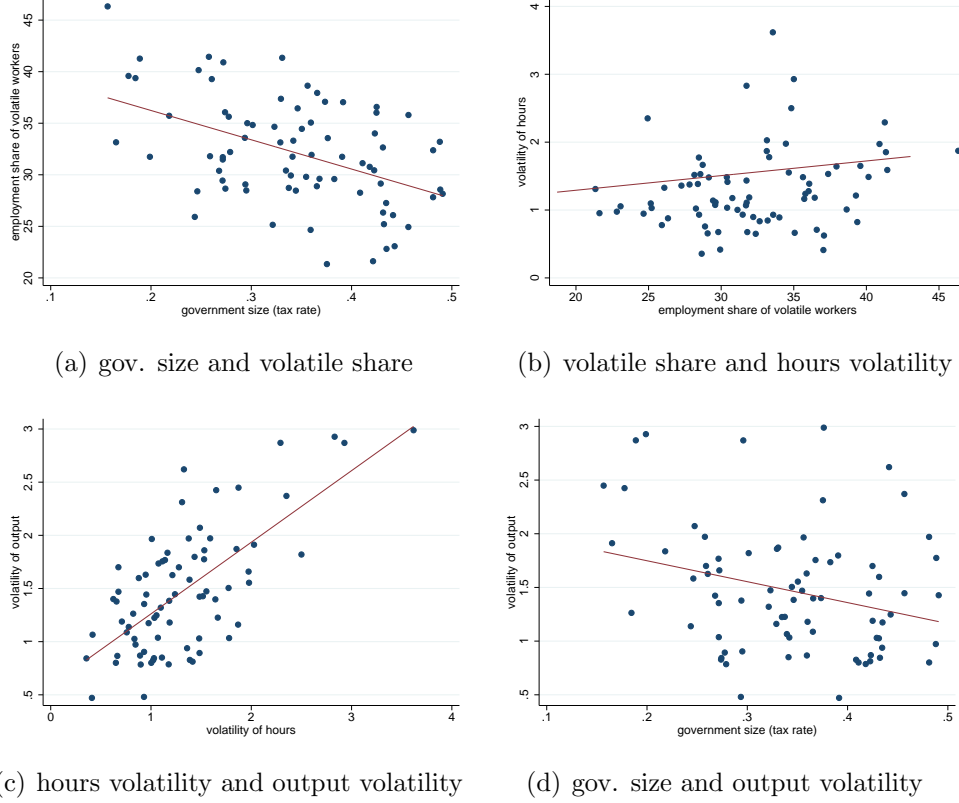 employment share of volatile workers
45
40
35
30
25
20
.1 .2 .3 .4 .5
government size (tax rate)
(a) gov. size and volatile share
volatility of hours
4
3
2
1
0
20 25 30 35 40 45
employment share of volatile workers
(b) volatile share and hours volatility
volatility of output
3
2.5
2
1.5
1
.5
0 1 2 3 4
volatility of hours
(c) hours volatility and output volatility
volatility of output
3
2.5
2
1.5
1
.5
.1 .2 .3 .4 .5
government size (tax rate)
(d) gov. size and output volatility